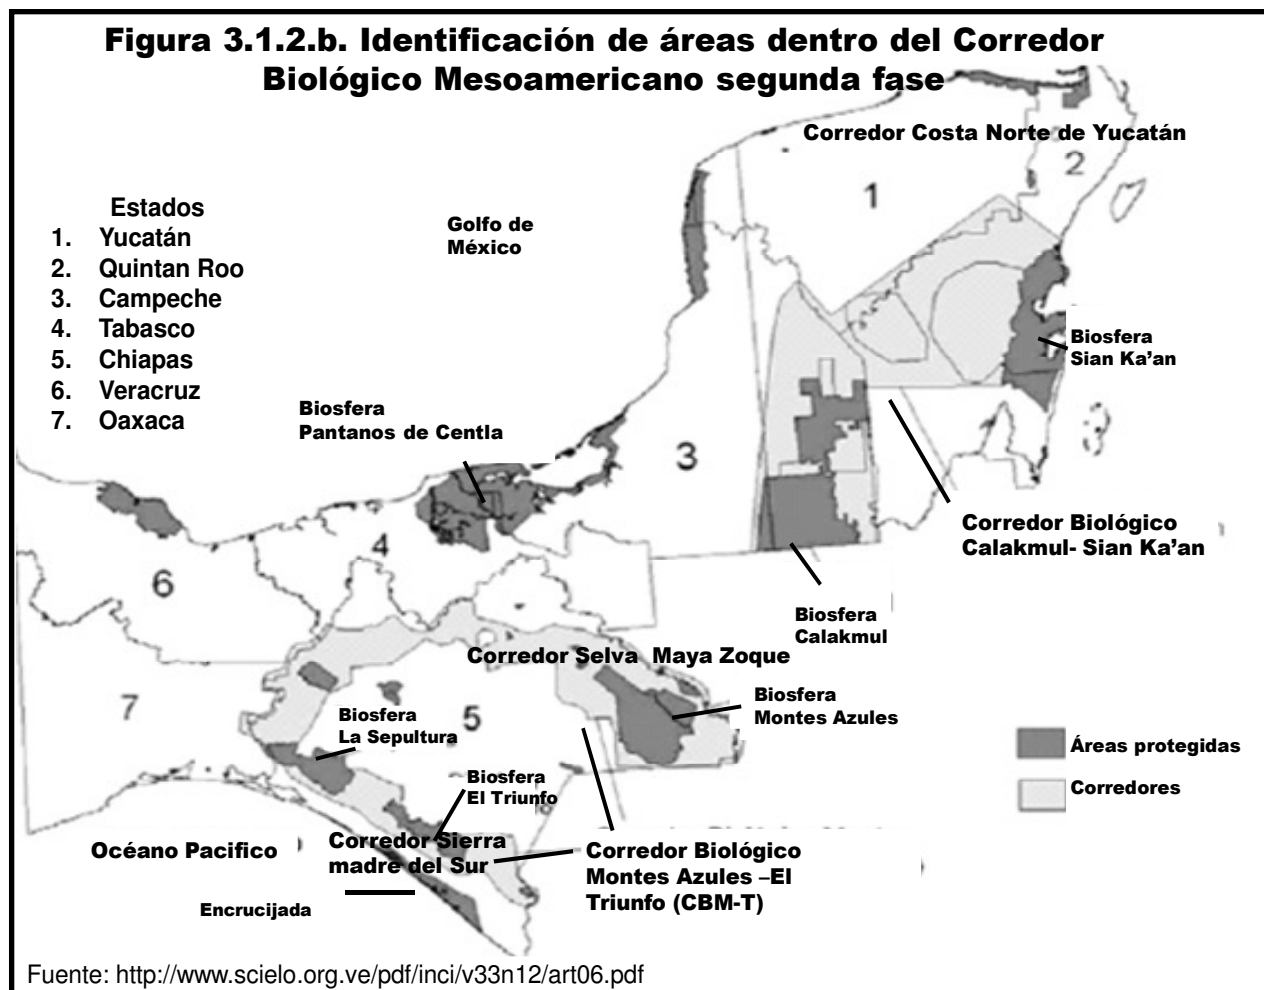 Figura 3.1.2.b. Identificación de áreas dentro del Corredor
Biológico Mesoamericano segunda fase
Corredor Costa Norte de Yucatán
2
1
Estados
1. Yucatán
2. Quintan Roo
3. Campeche
4. Tabasco
5. Chiapas
6. Veracruz
7. Oaxaca
Golfo de
México
Biosfera
Sian Ka’an
Biosfera
Pantanos de Centla
3
Corredor Biológico
Calakmul- Sian Ka’an
4
6
Biosfera
Calakmul
Corredor Selva Maya Zoque
Biosfera
Montes Azules
7
Biosfera
La Sepultura
5
Áreas protegidas
Corredores
Biosfera
El Triunfo
Océano Pacifico
Corredor Sierra
madre del Sur
Corredor Biológico
Montes Azules –El
Triunfo (CBM-T)
Encrucijada
Fuente: http://www.scielo.org.ve/pdf/inci/v33n12/art06.pdf